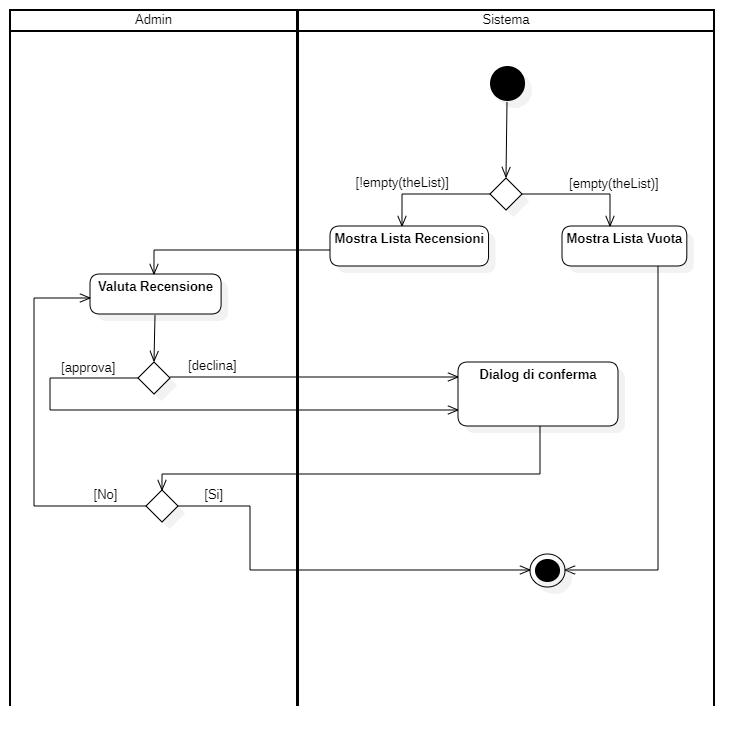 Admin
Sistema
[!empty(theList)]
[empty(theList)]
Mostra Lista Recensioni
Mostra Lista Vuota
Valuta Recensione
[approva]
[declina]
Dialog di conferma
[No]
[Si]